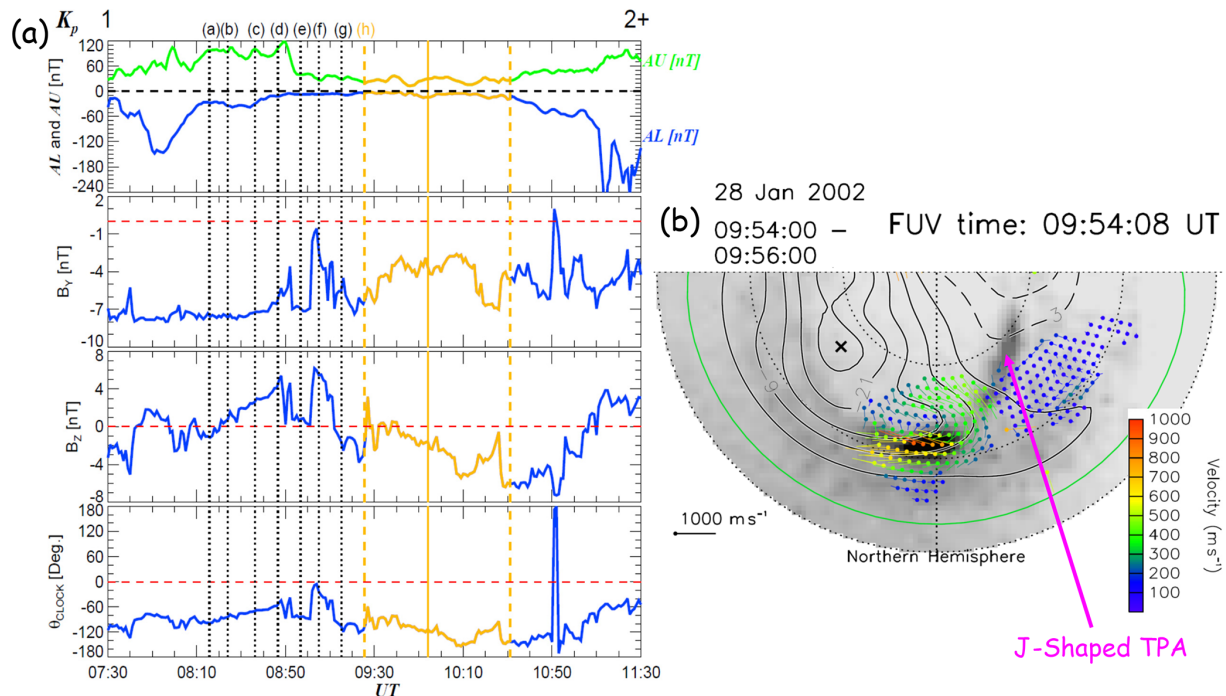 (a)
K_p 1 2+
(a) (b) (c) (d) (e) (f) (g) (h)
120
60
0
-60
-120
-180
-240
AL and AU [nT]
AU [nT]
AL [nT]
2
-1
-4
-7
-10
B_Y [nT]
8
4
0
-4
-8
B_Z [nT]
180
120
60
0
-60
-120
-180
θ_CLOCK [Deg.]
07:30 08:10 08:50 09:30 10:10 10:50 11:30
UT
(b)
28 Jan 2002
09:54:00 –
09:56:00
FUV time: 09:54:08 UT
3
-9
-21
1000 ms⁻¹
Northern Hemisphere
1000
900
800
700
600
500
400
300
200
100
Velocity (ms⁻¹)
J-Shaped TPA